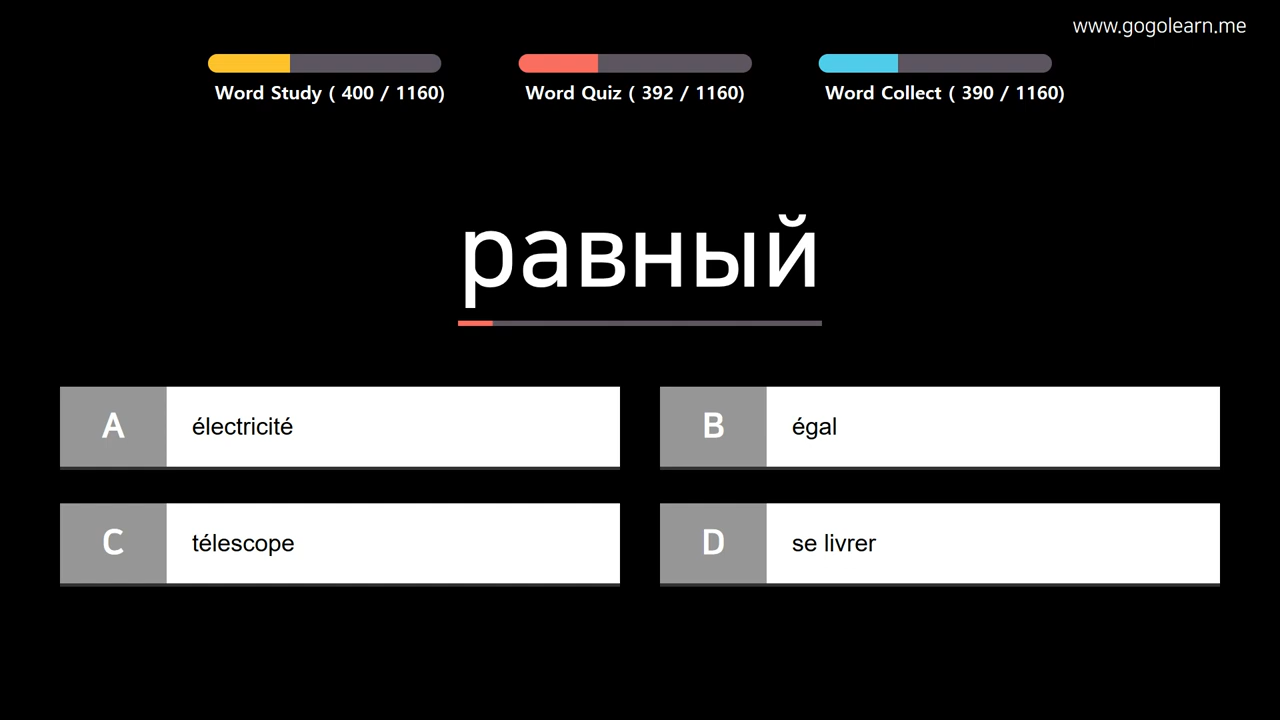 www.gogolearn.me
Word Study ( 400 / 1160)
Word Quiz ( 392 / 1160)
Word Collect ( 390 / 1160)
равный
A électricité
B égal
C télescope
D se livrer